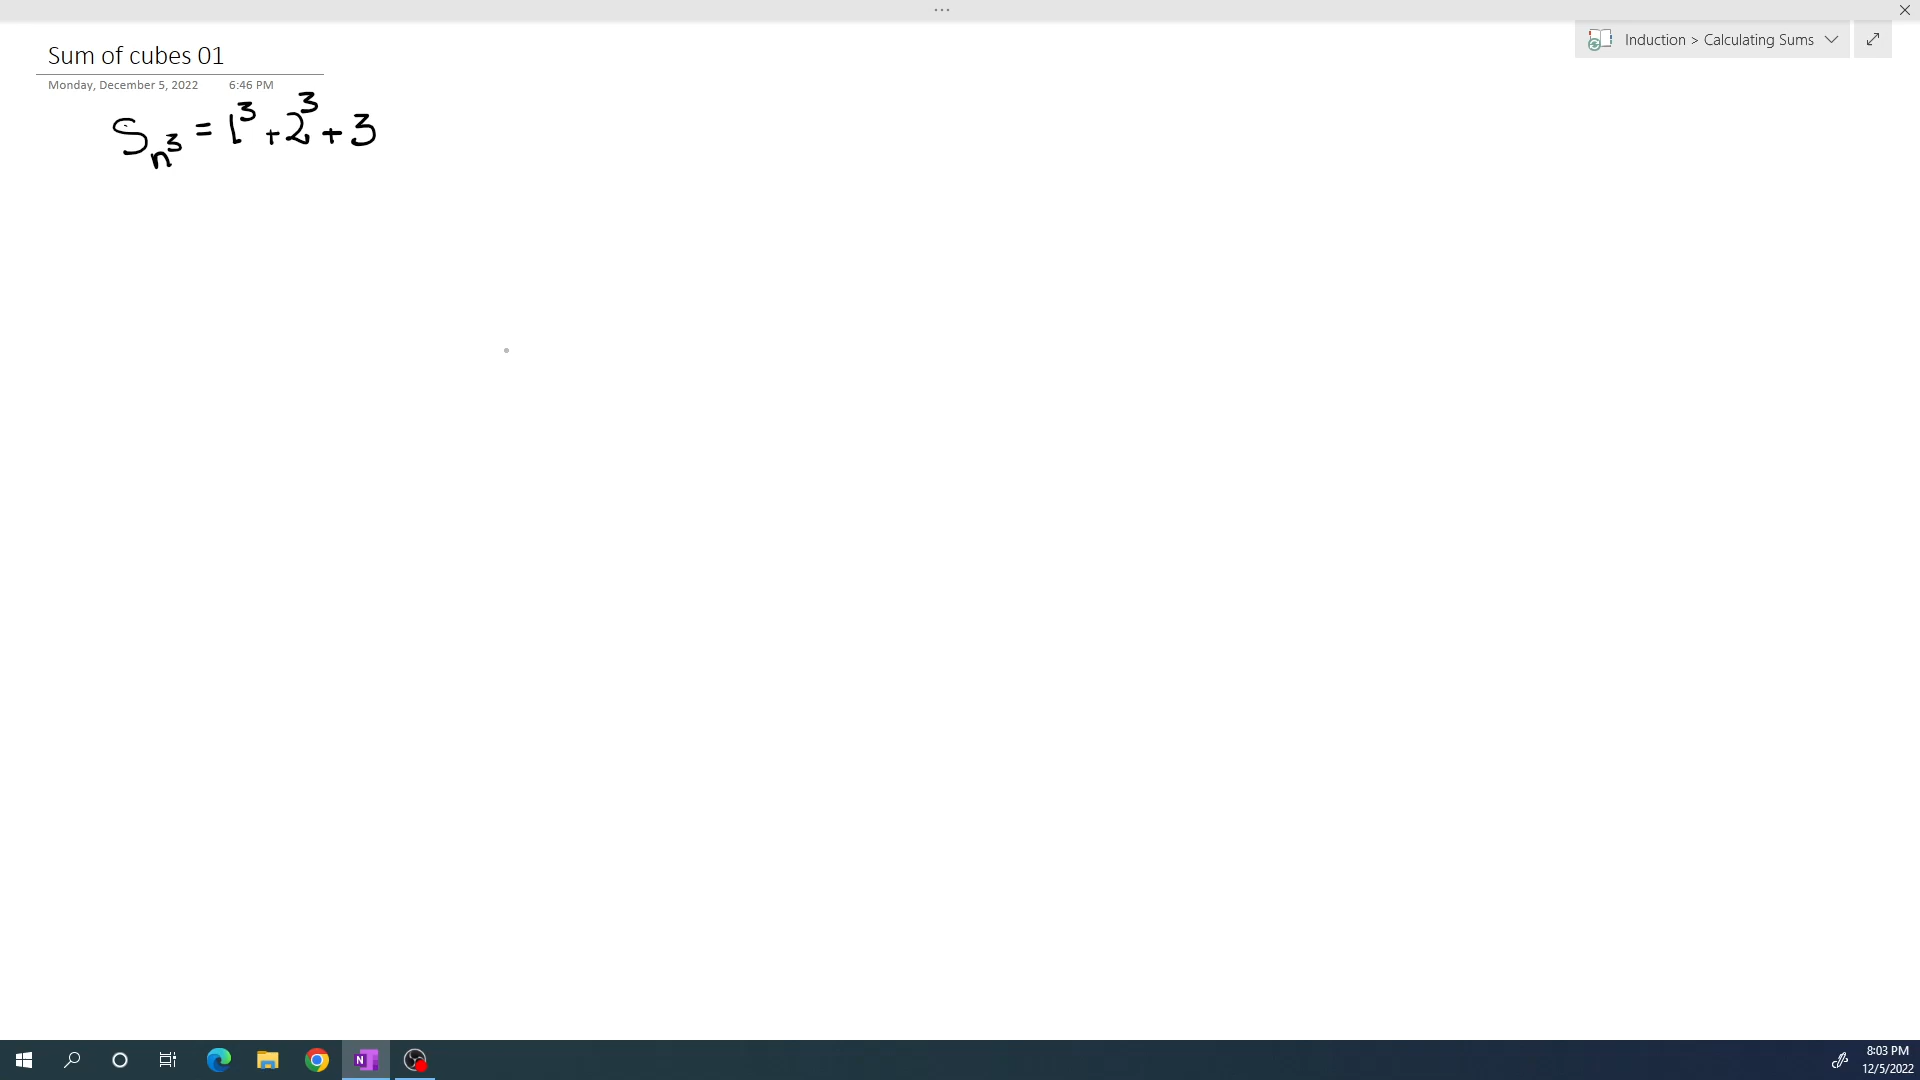 ...
Induction > Calculating Sums
Sum of cubes 01
Monday, December 5, 2022 6:46 PM
Sₙ³ = 1³ + 2³ + 3
8:03 PM
12/5/2022